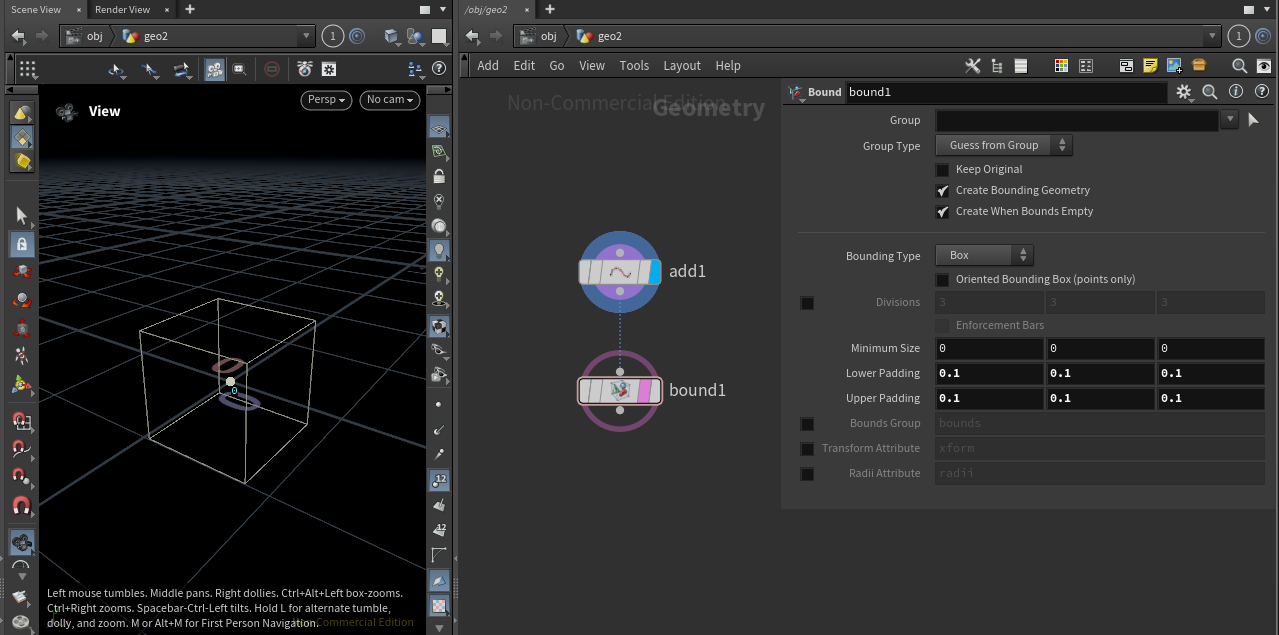 Scene View × Render View × +
obj geo2 1
Persp No cam
View
0
12
12
Left mouse tumbles. Middle pans. Right dollies. Ctrl+Alt+Left box-zooms.
Ctrl+Right zooms. Spacebar-Ctrl-Left tilts. Hold L for alternate tumble,
dolly, and zoom. M or Alt+M for First Person Navigation.
Non-Commercial Edition
/obj/geo2 × +
obj geo2 1
Add Edit Go View Tools Layout Help
Non-Commercial Edition
Geometry
add1
bound1
Bound bound1
Group
Group Type Guess from Group
Keep Original
Create Bounding Geometry
Create When Bounds Empty
Bounding Type Box
Oriented Bounding Box (points only)
Divisions 3 3 3
Enforcement Bars
Minimum Size 0 0 0
Lower Padding 0.1 0.1 0.1
Upper Padding 0.1 0.1 0.1
Bounds Group bounds
Transform Attribute xform
Radii Attribute radii